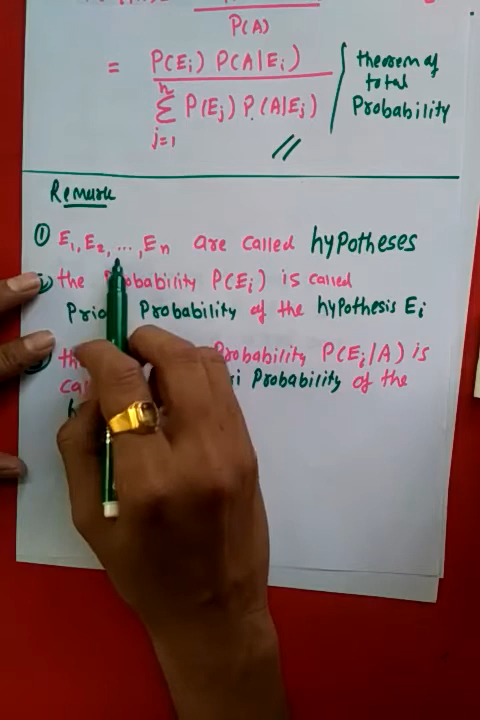 P(A)
= P(Ei) P(A|Ei) / theorem of
total
n Σ j=1 P(Ej) P(A|Ej) Probability
Remark
① E1, E2, ..., En are called hypotheses
the Probability P(Ei) is called
Probability of the hypothesis Ei
Probability P(Ei/A) is
Probability of the